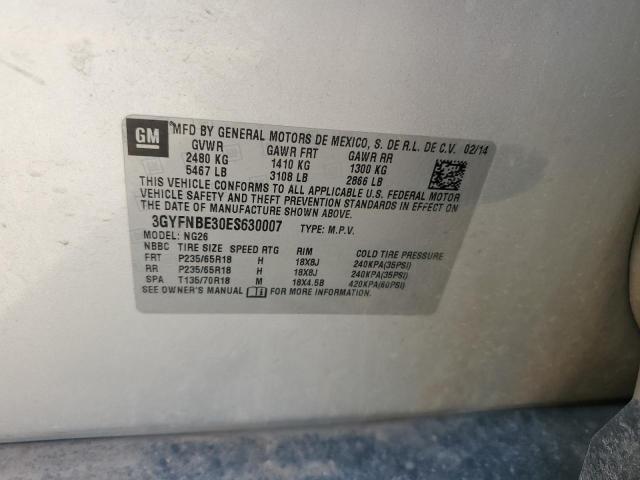 GM MFD BY GENERAL MOTORS DE MEXICO, S. DE R.L. DE C.V. 02/14
GVWR GAWR FRT GAWR RR
2480 KG 1410 KG 1300 KG
5467 LB 3108 LB 2866 LB
THIS VEHICLE CONFORMS TO ALL APPLICABLE U.S. FEDERAL MOTOR
VEHICLE SAFETY AND THEFT PREVENTION STANDARDS IN EFFECT ON
THE DATE OF MANUFACTURE SHOWN ABOVE.
3GYFNBE30ES630007 TYPE: M.P.V.
MODEL: NG26
NBBC TIRE SIZE SPEED RTG RIM COLD TIRE PRESSURE
FRT P235/65R18 H 18X8J 240KPA(35PSI)
RR P235/65R18 H 18X8J 240KPA(35PSI)
SPA T135/70R18 M 18X4.5B 420KPA(60PSI)
SEE OWNER'S MANUAL FOR MORE INFORMATION.